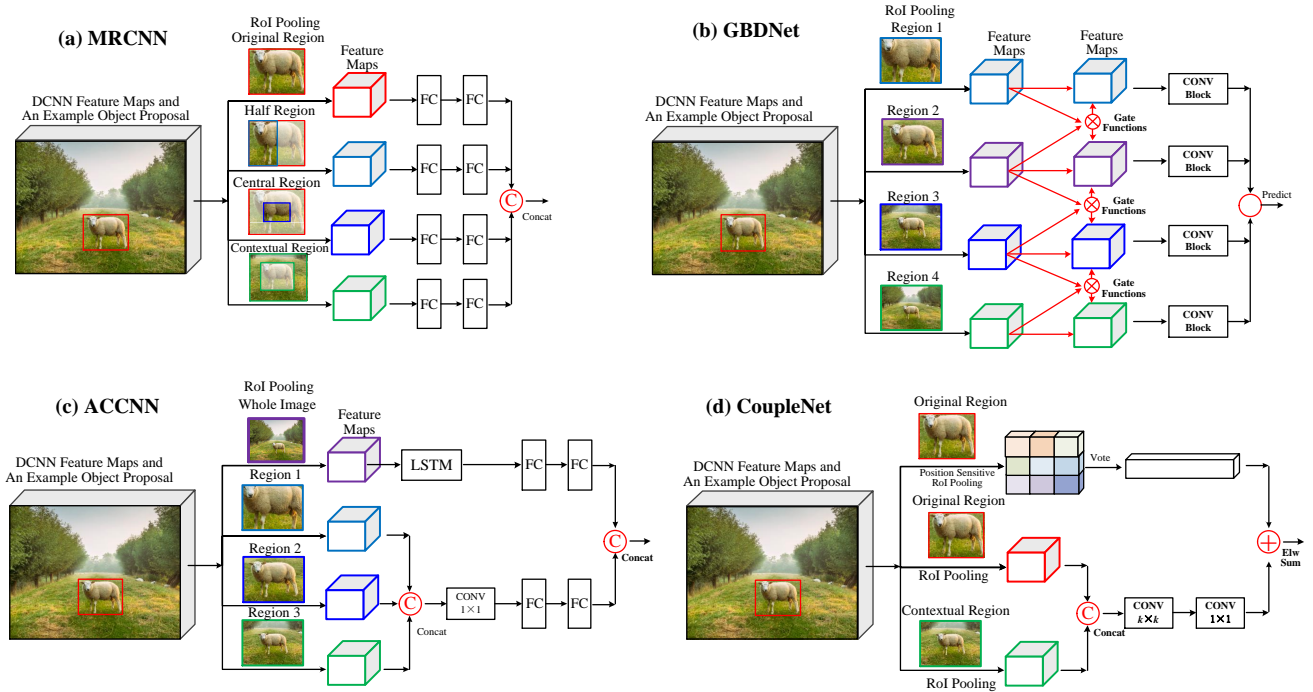 (a) MRCNN
RoI Pooling
Original Region
Feature
Maps
DCNN Feature Maps and
An Example Object Proposal
Half Region
Central Region
Contextual Region
FC
FC
FC
FC
FC
FC
FC
FC
C
Concat
(b) GBDNet
RoI Pooling
Region 1
Feature
Maps
Feature
Maps
DCNN Feature Maps and
An Example Object Proposal
Region 2
Region 3
Region 4
Gate
Functions
Gate
Functions
Gate
Functions
CONV
Block
CONV
Block
CONV
Block
CONV
Block
Predict
(c) ACCNN
RoI Pooling
Whole Image
Feature
Maps
DCNN Feature Maps and
An Example Object Proposal
Region 1
Region 2
Region 3
LSTM
FC
FC
C
Concat
CONV
1×1
FC
FC
C
Concat
(d) CoupleNet
Original Region
DCNN Feature Maps and
An Example Object Proposal
Position Sensitive
RoI Pooling
Vote
Original Region
RoI Pooling
Contextual Region
RoI Pooling
C
Concat
CONV
k×k
CONV
1×1
+
Elw
Sum